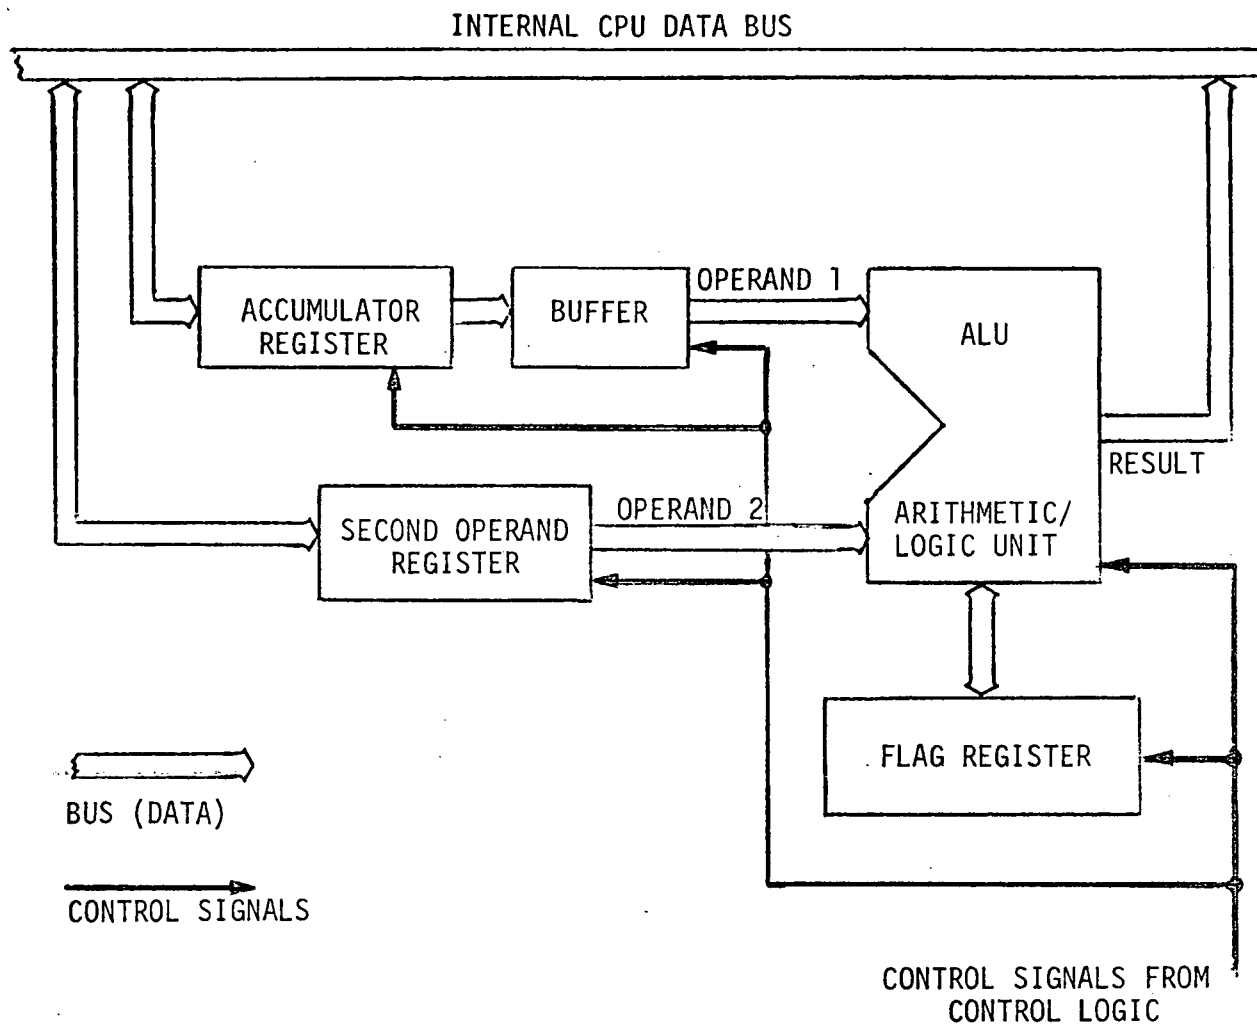 INTERNAL CPU DATA BUS
OPERAND 1
ACCUMULATOR
REGISTER
BUFFER
ALU
RESULT
OPERAND 2
SECOND OPERAND
REGISTER
ARITHMETIC/
LOGIC UNIT
FLAG REGISTER
BUS (DATA)
CONTROL SIGNALS
CONTROL SIGNALS FROM
CONTROL LOGIC